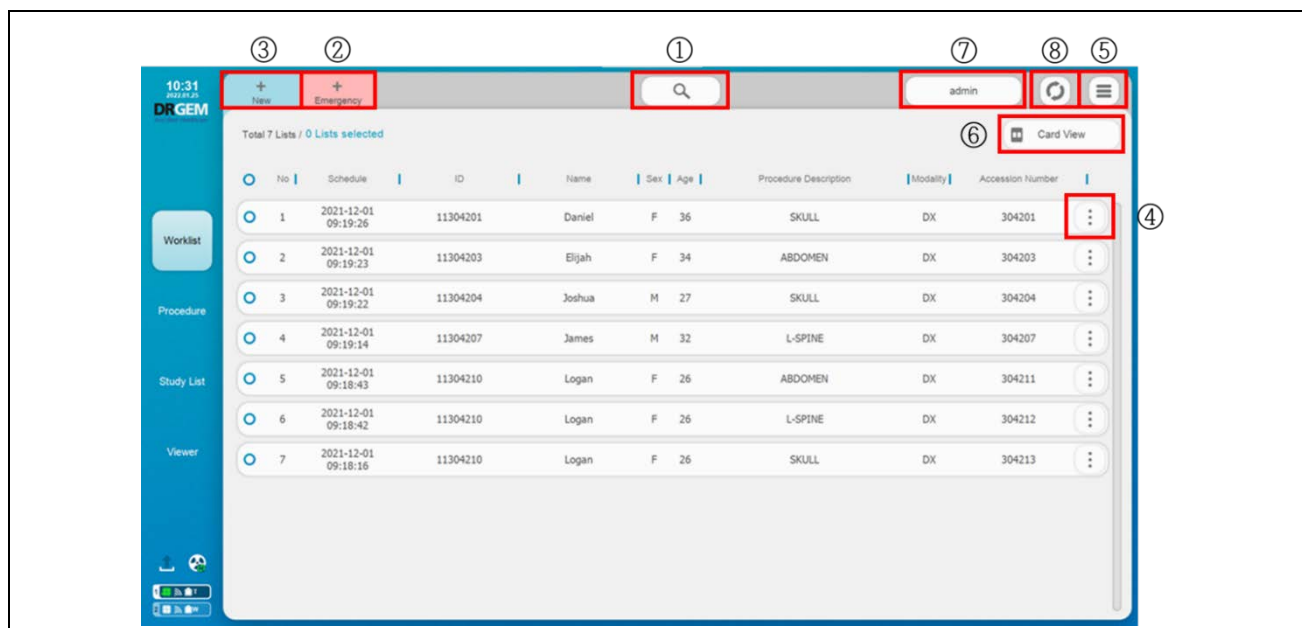 ③ ② ① ⑦ ⑧ ⑤
10:31
2022.01.25
DRGEM
+ New
+ Emergency
admin
Total 7 Lists / 0 Lists selected
⑥ Card View
No Schedule ID Name Sex Age Procedure Description Modality Accession Number
1 2021-12-01 09:19:26 11304201 Daniel F 36 SKULL DX 304201 ④
Worklist
2 2021-12-01 09:19:23 11304203 Elijah F 34 ABDOMEN DX 304203
3 2021-12-01 09:19:22 11304204 Joshua M 27 SKULL DX 304204
Procedure
4 2021-12-01 09:19:14 11304207 James M 32 L-SPINE DX 304207
5 2021-12-01 09:18:43 11304210 Logan F 26 ABDOMEN DX 304211
Study List
6 2021-12-01 09:18:42 11304210 Logan F 26 L-SPINE DX 304212
Viewer
7 2021-12-01 09:18:16 11304210 Logan F 26 SKULL DX 304213
1
2